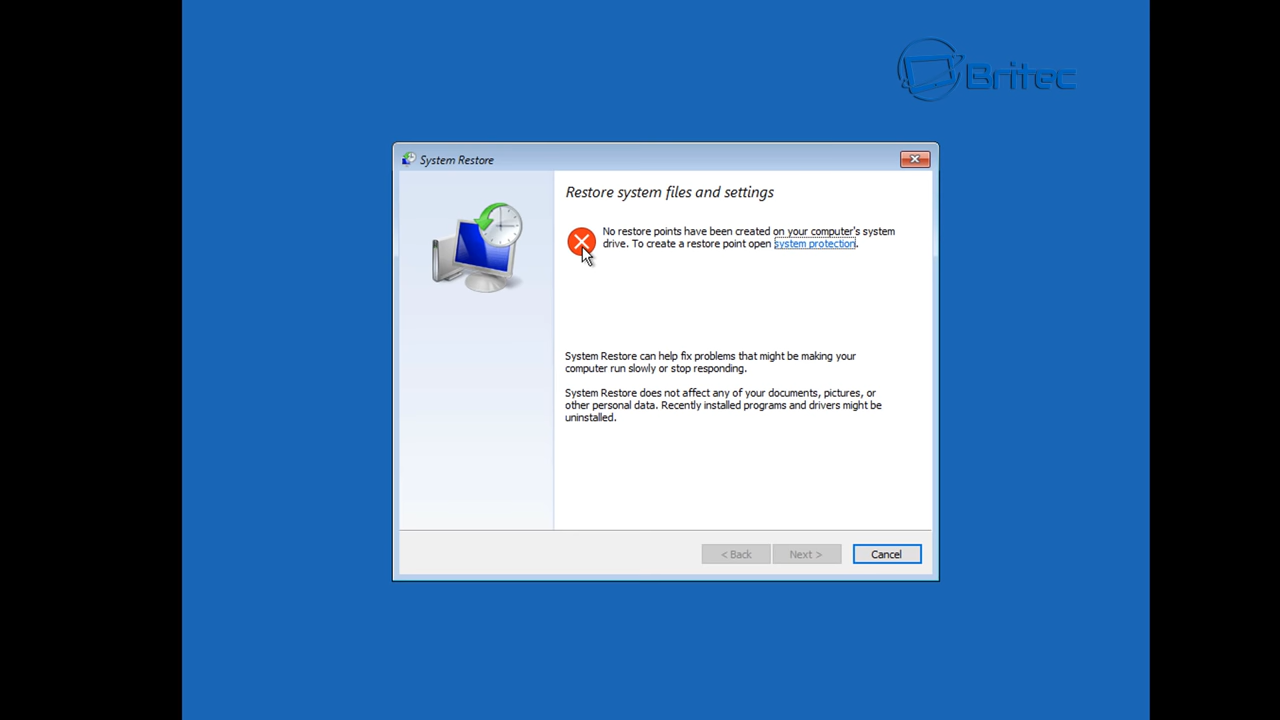 Britec
System Restore
Restore system files and settings
No restore points have been created on your computer's system
drive. To create a restore point open system protection.
System Restore can help fix problems that might be making your
computer run slowly or stop responding.
System Restore does not affect any of your documents, pictures, or
other personal data. Recently installed programs and drivers might be
uninstalled.
< Back Next > Cancel